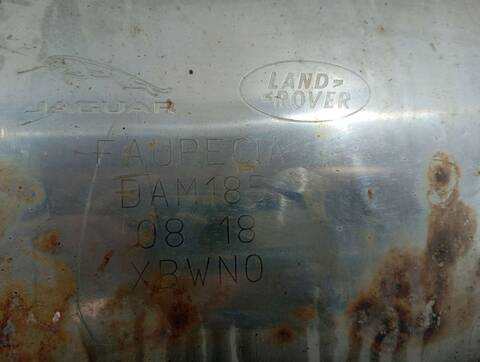 JAGUAR
LAND-
ROVER
FAURECIA
DAM185
08 18
XBWN0